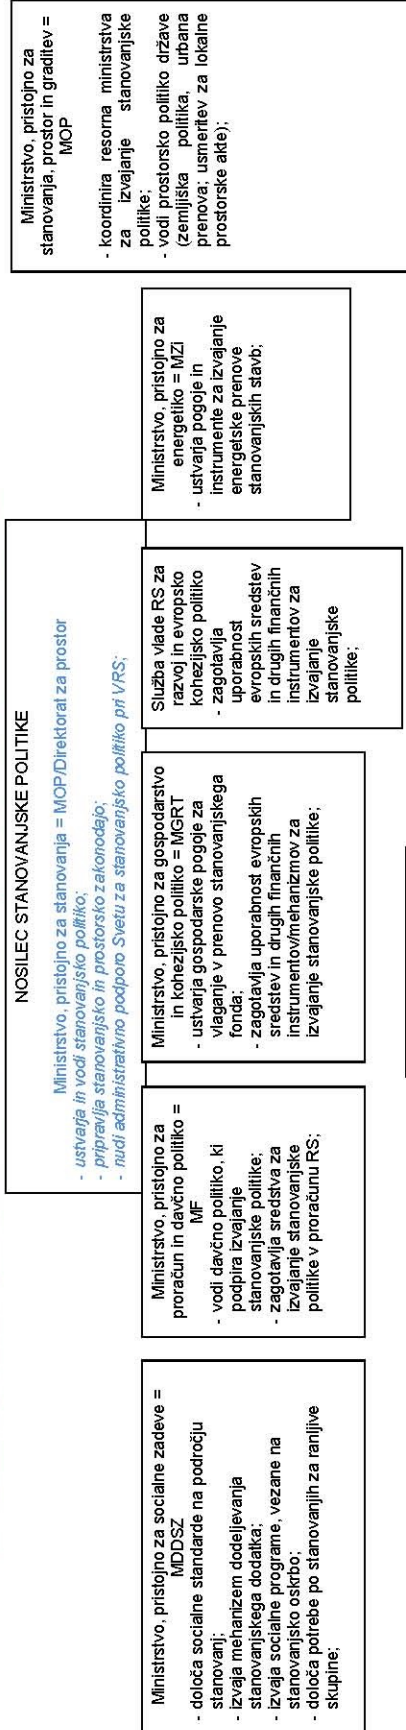 NOSILEC STANOVANJSKE POLITIKE
Ministrstvo, pristojno za stanovanja = MOP/Direktorat za prostor
- ustvarja in vodi stanovanjsko politiko;
- pripravlja stanovanjsko in prostorsko zakonodajo;
- nudi administrativno podporo Svetu za stanovanjsko politiko pri VRS;
Ministrstvo, pristojno za socialne zadeve =
MDDSZ
- določa socialne standarde na področju
stanovanj;
- izvaja mehanizem dodeljevanja
stanovanjskega dodatka;
- izvaja socialne programe, vezane na
stanovanjsko oskrbo;
- določa potrebe po stanovanjih za ranljive
skupine;
Ministrstvo, pristojno za
proračun in davčno politiko =
MF
- vodi davčno politiko, ki
podpira izvajanje
stanovanjske politike;
- zagotavlja sredstva za
izvajanje stanovanjske
politike v proračunu RS;
Ministrstvo, pristojno za gospodarstvo
in kohezijsko politiko = MGRT
- ustvarja gospodarske pogoje za
vlaganje v prenovo stanovanjskega
fonda;
- zagotavlja uporabnost evropskih
sredstev in drugih finančnih
instrumentov/mehanizmov za
izvajanje stanovanjske politike;
Služba vlade RS za
razvoj in evropsko
kohezijsko politiko
- zagotavlja
uporabnost
evropskih sredstev
in drugih finančnih
instrumentov za
izvajanje
stanovanjske
politike;
Ministrstvo, pristojno za
energetiko = MZI
- ustvarja pogoje in
instrumente za izvajanje
energetske prenove
stanovanjskih stavb;
Ministrstvo, pristojno za
stanovanja, prostor in graditev =
MOP
- koordinira resorna ministrstva
za izvajanje stanovanjske
politike;
- vodi prostorsko politiko države
(zemljiška politika, urbana
prenova; usmeritev za lokalne
prostorske akte);